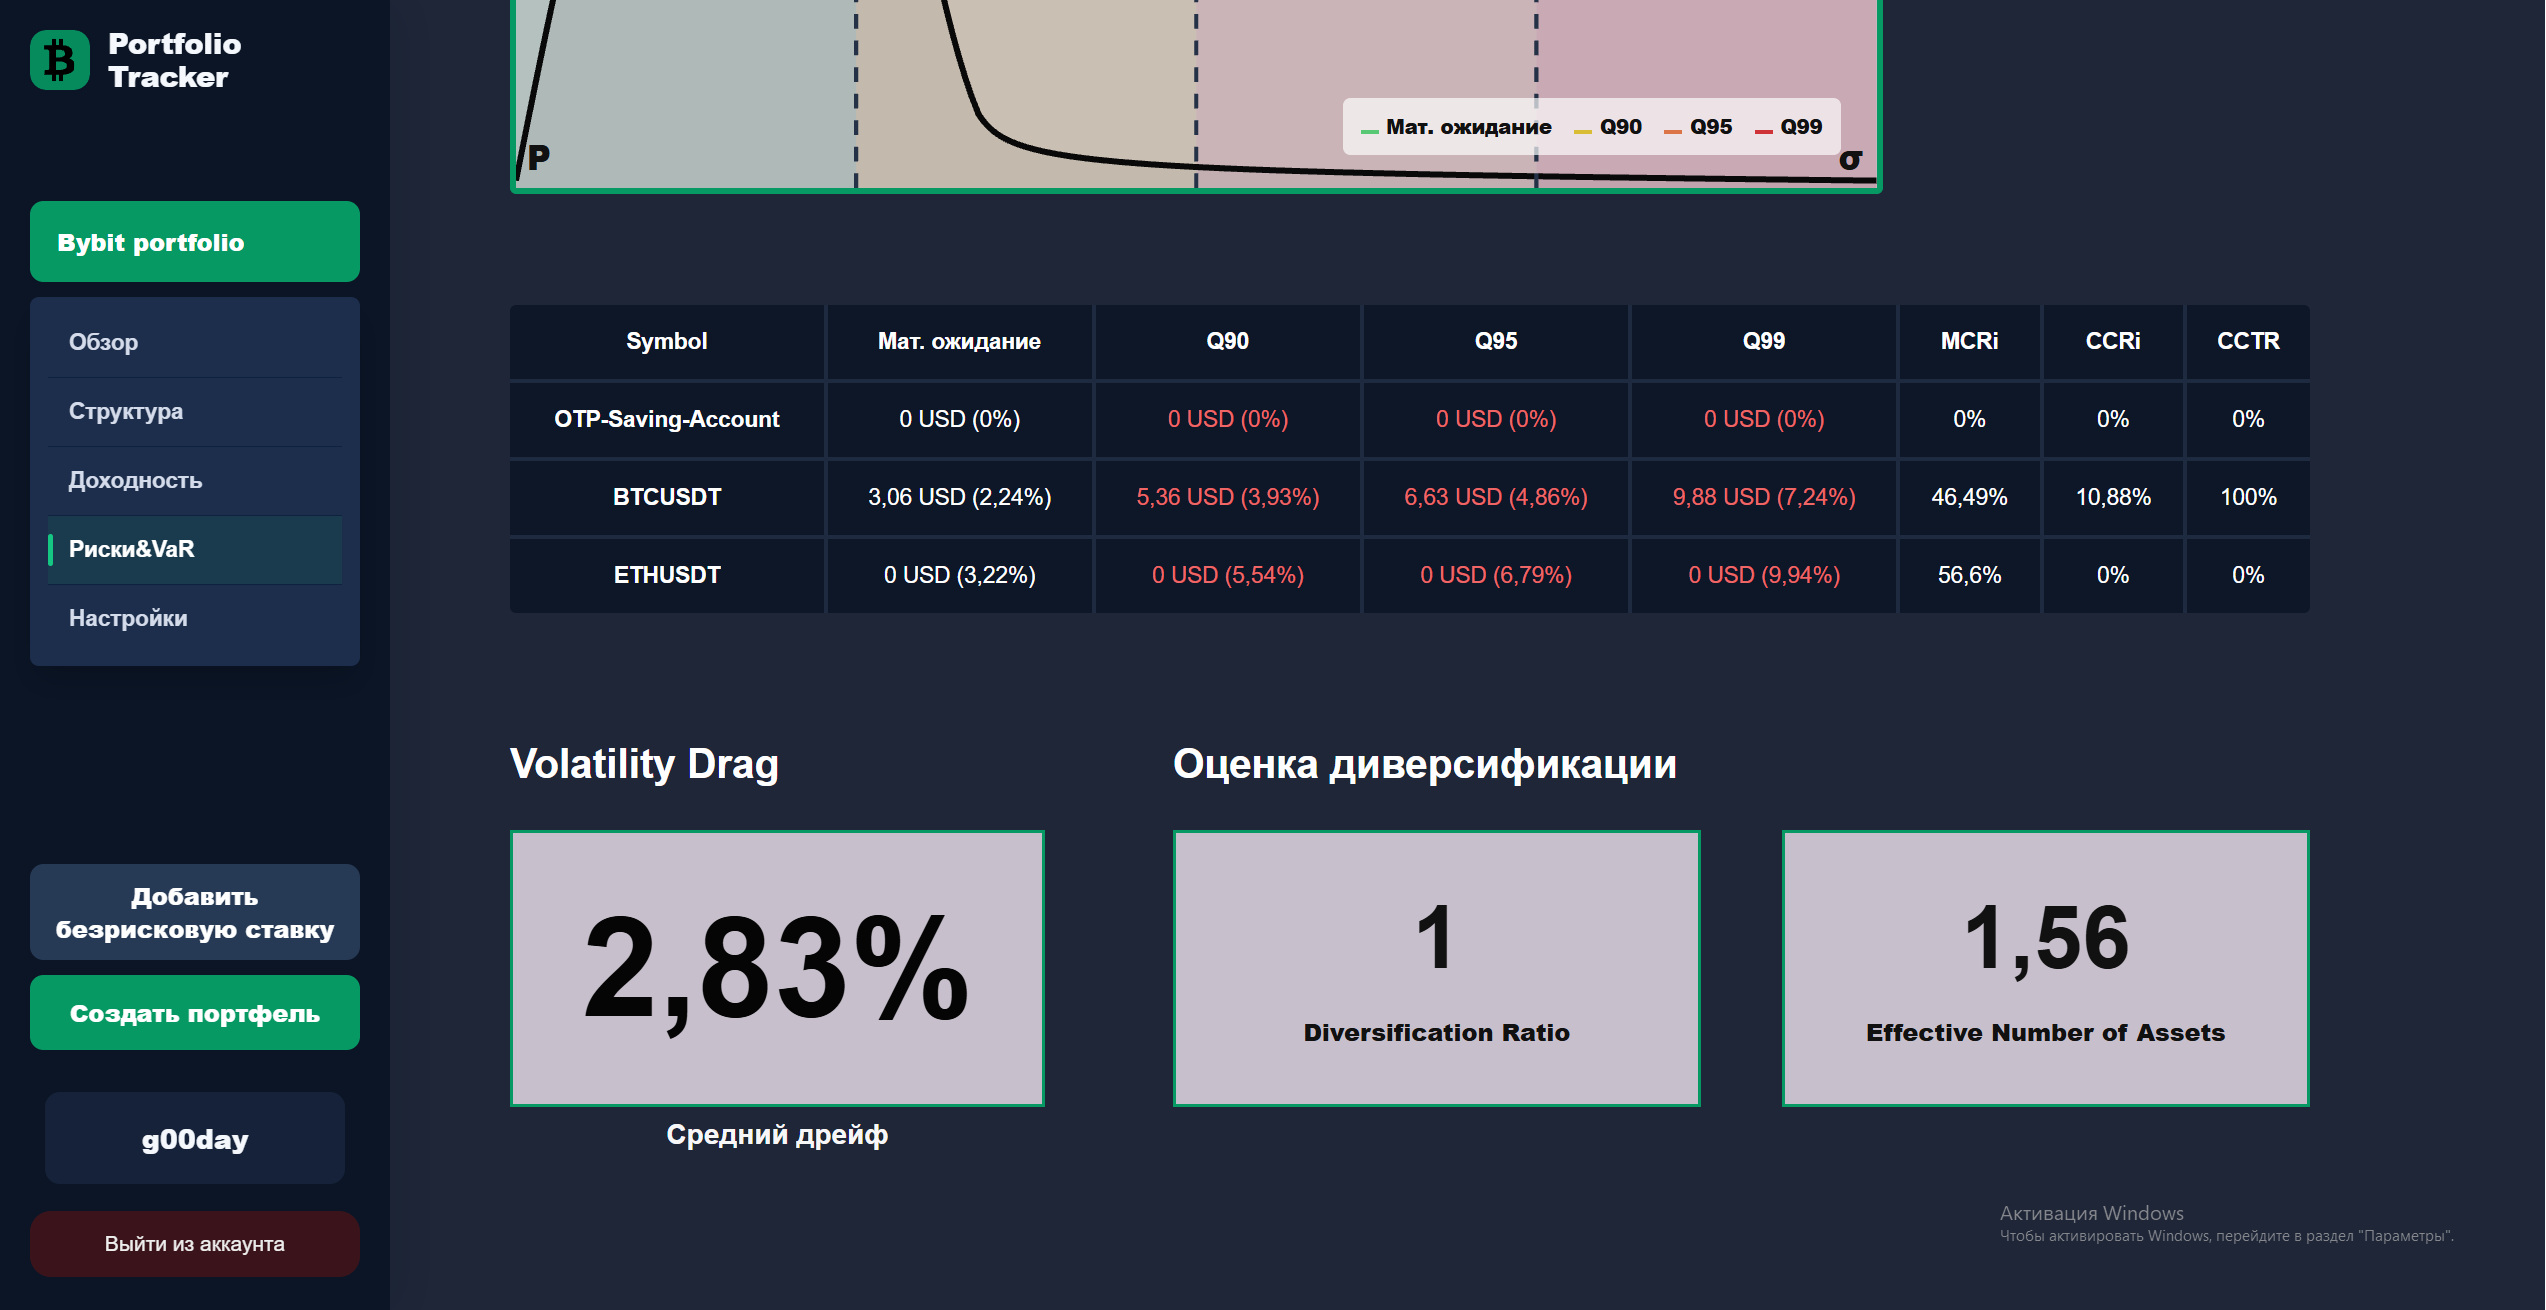 Portfolio
Tracker
Bybit portfolio
Обзор
Структура
Доходность
Риски&VaR
Настройки
Добавить
безрисковую ставку
Создать портфель
g00day
Выйти из аккаунта
P
Мат. ожидание Q90 Q95 Q99
σ
Symbol Мат. ожидание Q90 Q95 Q99 MCRi CCRi CCTR
OTP-Saving-Account 0 USD (0%) 0 USD (0%) 0 USD (0%) 0 USD (0%) 0% 0% 0%
BTCUSDT 3,06 USD (2,24%) 5,36 USD (3,93%) 6,63 USD (4,86%) 9,88 USD (7,24%) 46,49% 10,88% 100%
ETHUSDT 0 USD (3,22%) 0 USD (5,54%) 0 USD (6,79%) 0 USD (9,94%) 56,6% 0% 0%
Volatility Drag
2,83%
Средний дрейф
Оценка диверсификации
1
Diversification Ratio
1,56
Effective Number of Assets
Активация Windows
Чтобы активировать Windows, перейдите в раздел "Параметры".